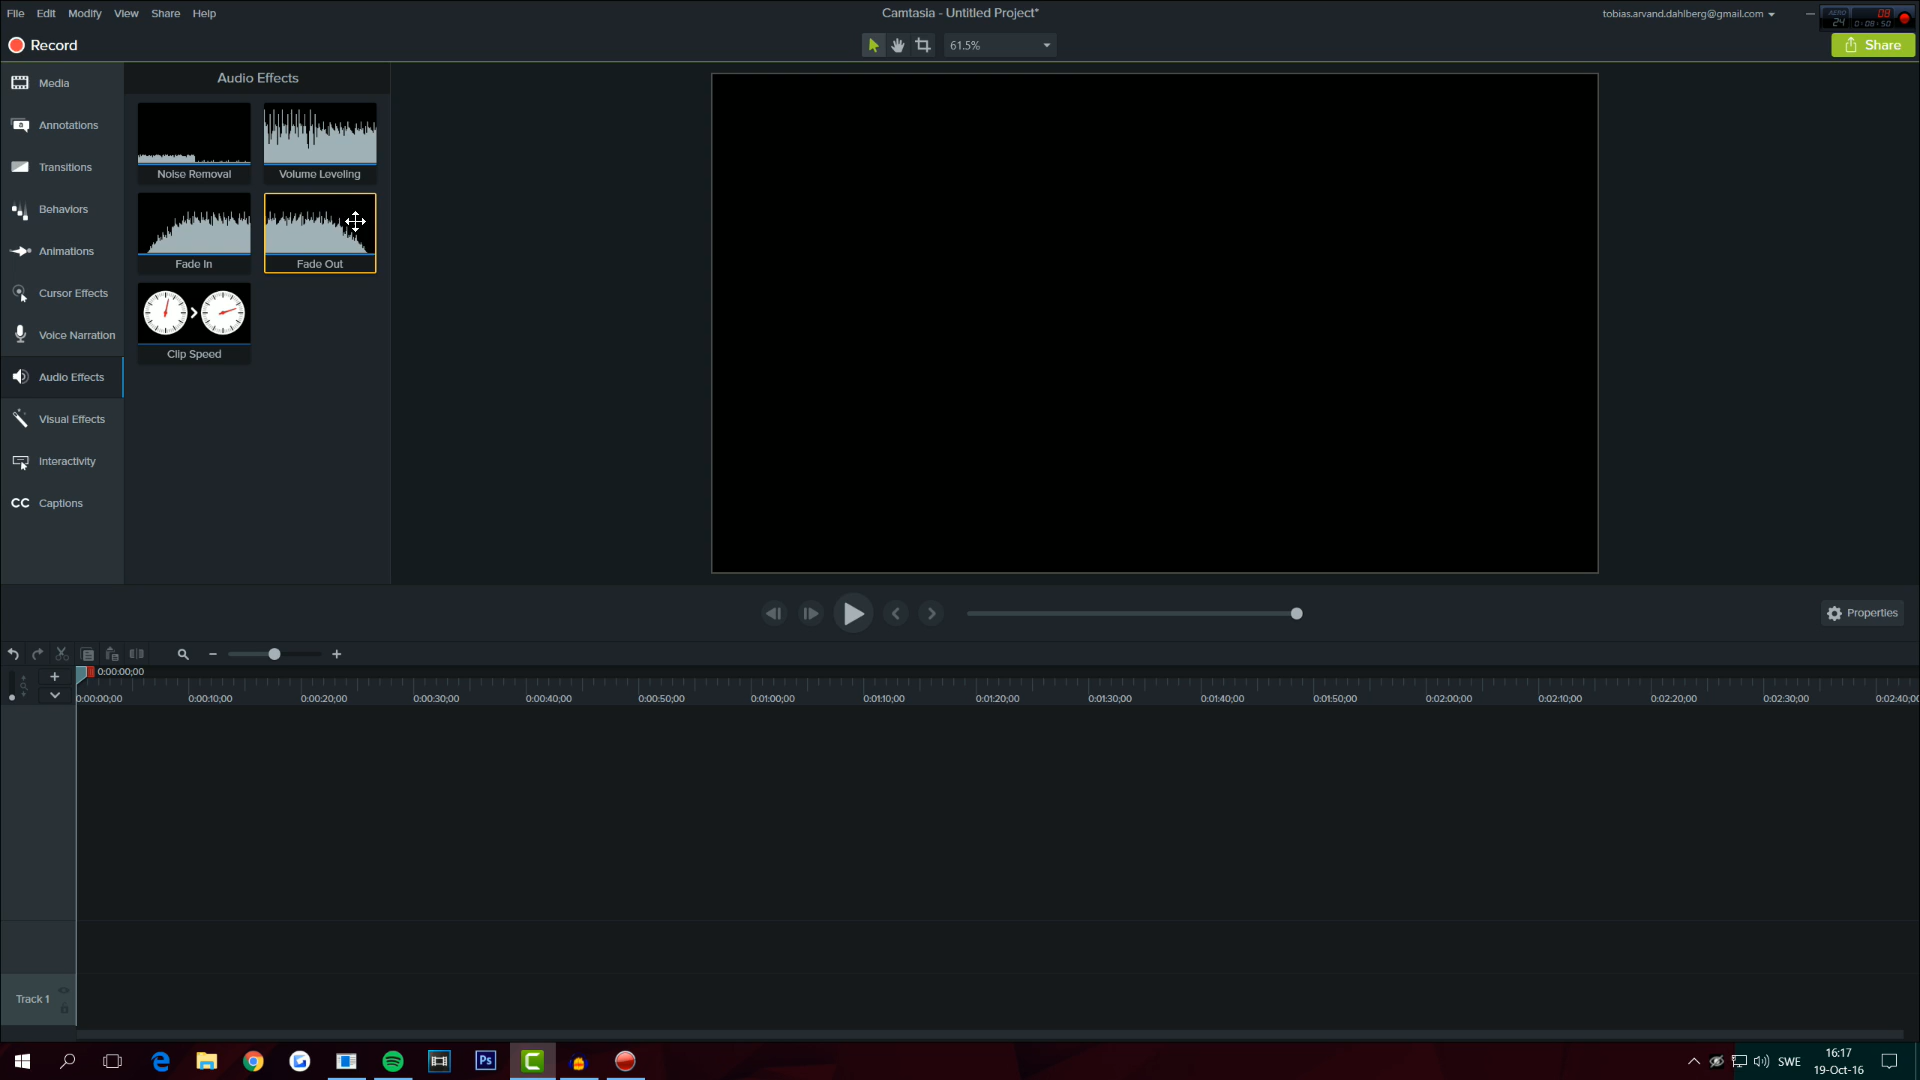 File Edit Modify View Share Help
Camtasia - Untitled Project*
tobias.arvand.dahlberg@gmail.com
Record
61.5%
Share
Media
Annotations
Transitions
Behaviors
Animations
Cursor Effects
Voice Narration
Audio Effects
Visual Effects
Interactivity
CC Captions
Audio Effects
Noise Removal
Volume Leveling
Fade In
Fade Out
Clip Speed
Properties
0:00:00;00
0:00:00;00 0:00:10;00 0:00:20;00 0:00:30;00 0:00:40;00 0:00:50;00 0:01:00;00 0:01:10;00 0:01:20;00 0:01:30;00 0:01:40;00 0:01:50;00 0:02:00;00 0:02:10;00 0:02:20;00 0:02:30;00 0:02:40;00
Track 1
Ps
SWE
16:17
19-Oct-16